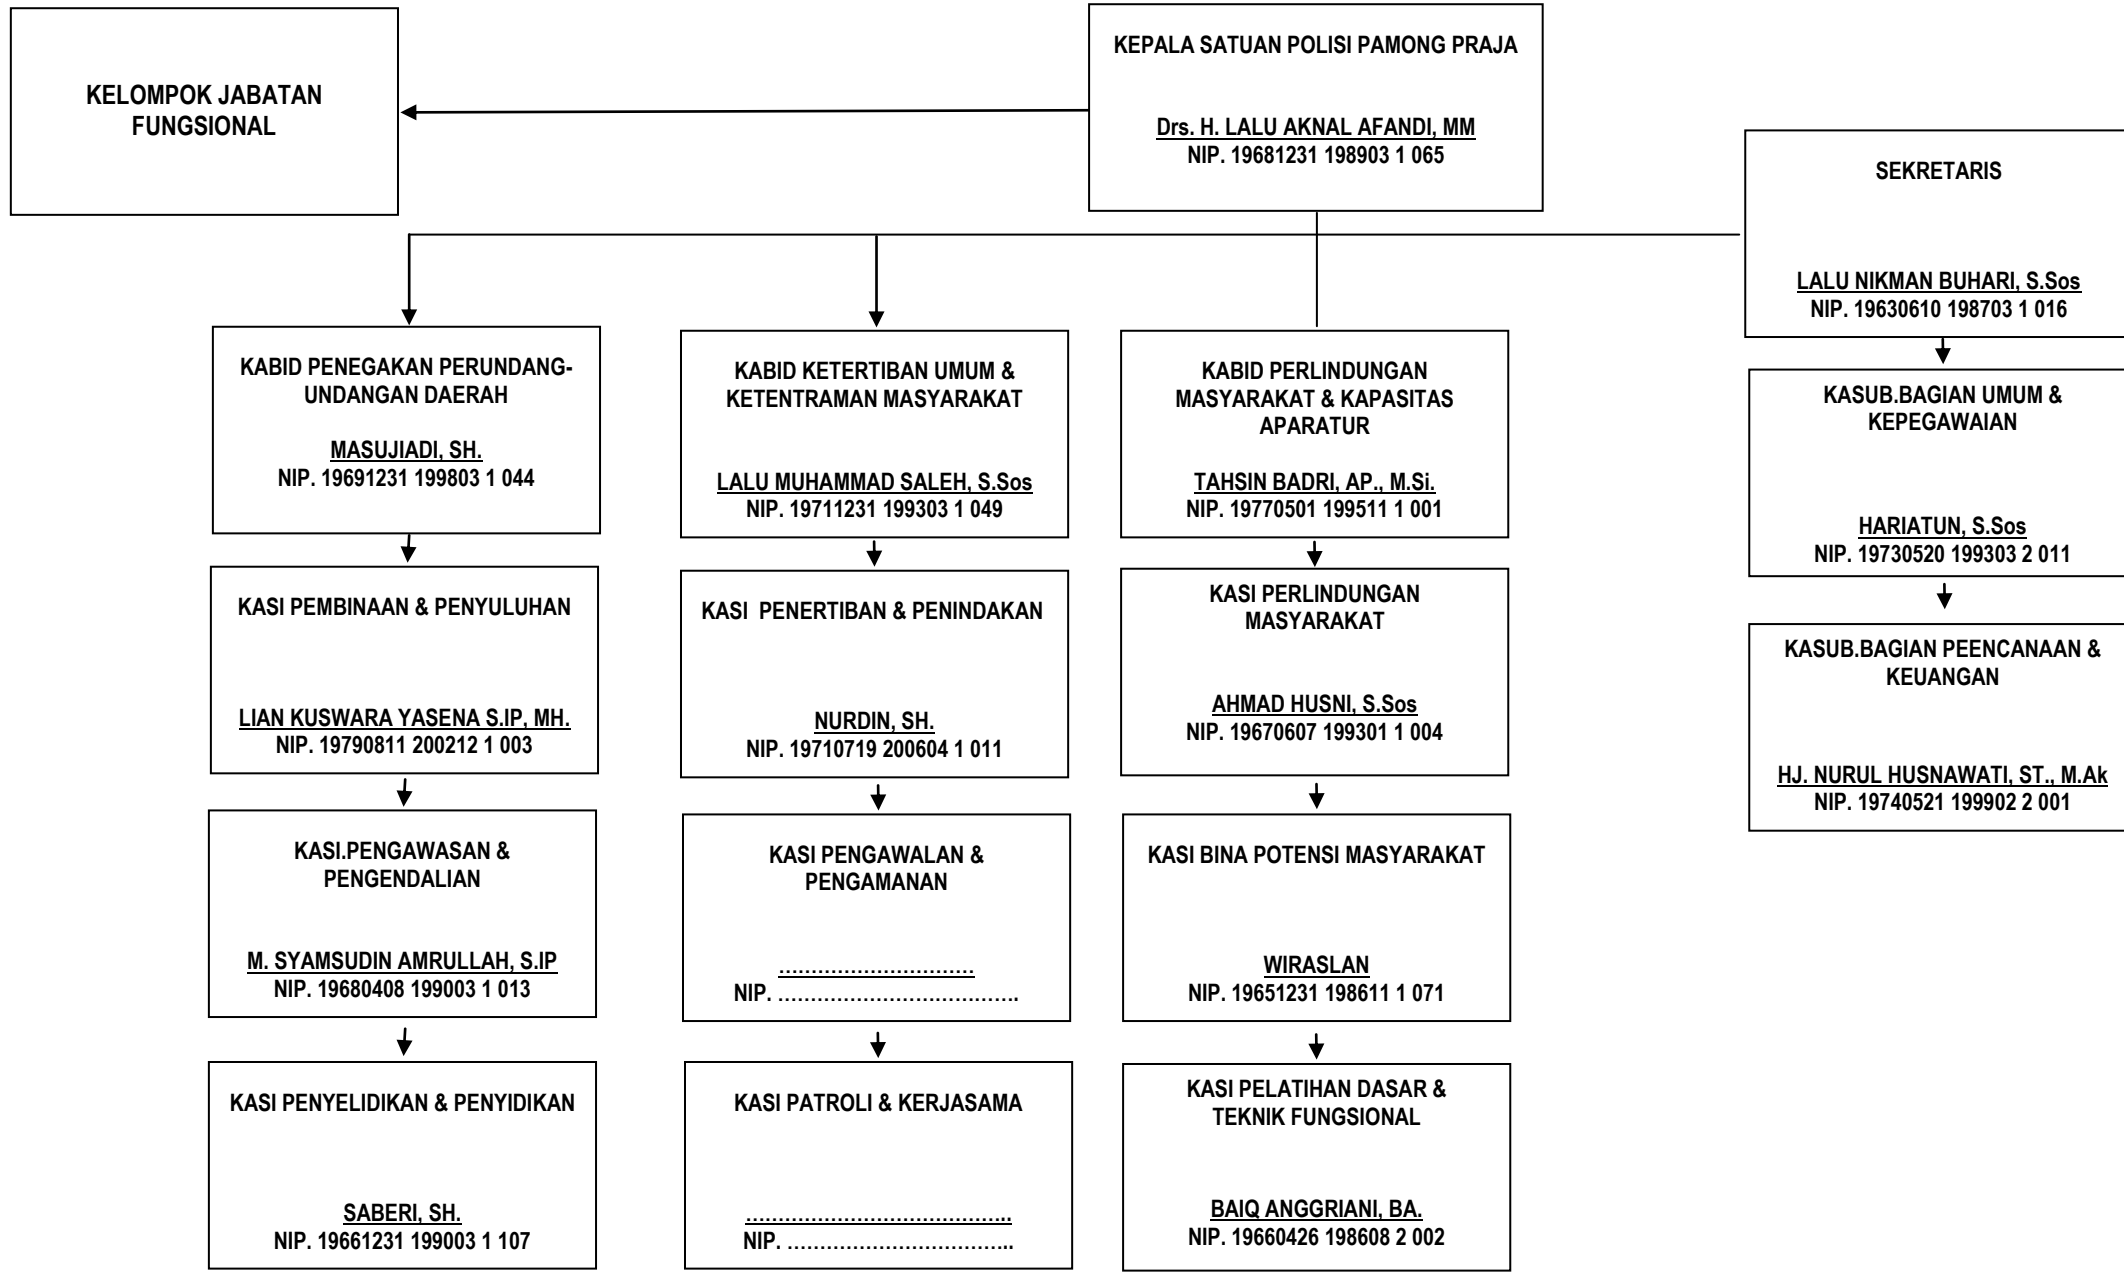 KELOMPOK JABATAN
FUNGSIONAL
KEPALA SATUAN POLISI PAMONG PRAJA
Drs. H. LALU AKNAL AFANDI, MM
NIP. 19681231 198903 1 065
SEKRETARIS
LALU NIKMAN BUHARI, S.Sos
NIP. 19630610 198703 1 016
KABID PENEGAKAN PERUNDANG-
UNDANGAN DAERAH
MASUJIADI, SH.
NIP. 19691231 199803 1 044
KABID KETERTIBAN UMUM &
KETENTRAMAN MASYARAKAT
LALU MUHAMMAD SALEH, S.Sos
NIP. 19711231 199303 1 049
KABID PERLINDUNGAN
MASYARAKAT & KAPASITAS
APARATUR
TAHSIN BADRI, AP., M.Si.
NIP. 19770501 199511 1 001
KASUB.BAGIAN UMUM &
KEPEGAWAIAN
HARIATUN, S.Sos
NIP. 19730520 199303 2 011
KASI PEMBINAAN & PENYULUHAN
LIAN KUSWARA YASENA S.IP, MH.
NIP. 19790811 200212 1 003
KASI  PENERTIBAN & PENINDAKAN
NURDIN, SH.
NIP. 19710719 200604 1 011
KASI PERLINDUNGAN
MASYARAKAT
AHMAD HUSNI, S.Sos
NIP. 19670607 199301 1 004
KASUB.BAGIAN PEENCANAAN &
KEUANGAN
HJ. NURUL HUSNAWATI, ST., M.Ak
NIP. 19740521 199902 2 001
KASI.PENGAWASAN &
PENGENDALIAN
M. SYAMSUDIN AMRULLAH, S.IP
NIP. 19680408 199003 1 013
KASI PENGAWALAN &
PENGAMANAN
…………………………
NIP. ……………………………….
KASI BINA POTENSI MASYARAKAT
WIRASLAN
NIP. 19651231 198611 1 071
KASI PENYELIDIKAN & PENYIDIKAN
SABERI, SH.
NIP. 19661231 199003 1 107
KASI PATROLI & KERJASAMA
…………………………………..
NIP. ……………………………..
KASI PELATIHAN DASAR &
TEKNIK FUNGSIONAL
BAIQ ANGGRIANI, BA.
NIP. 19660426 198608 2 002